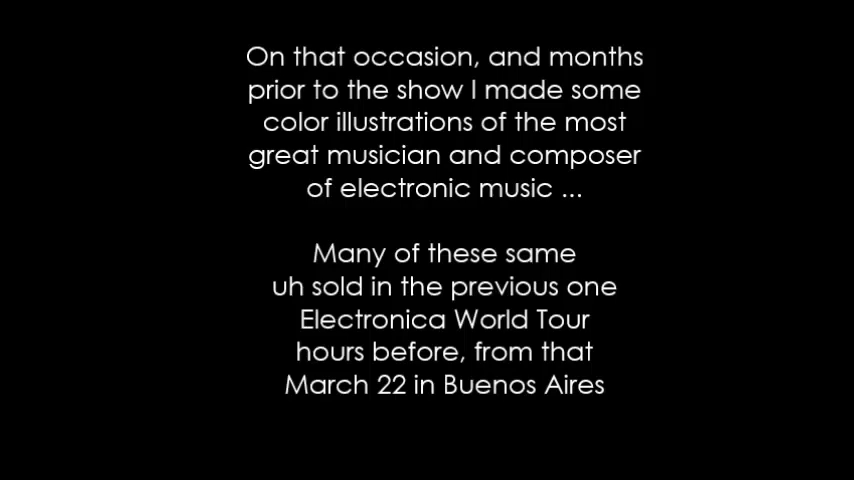 On that occasion, and months
prior to the show I made some
color illustrations of the most
great musician and composer
of electronic music ...
Many of these same
uh sold in the previous one
Electronica World Tour
hours before, from that
March 22 in Buenos Aires